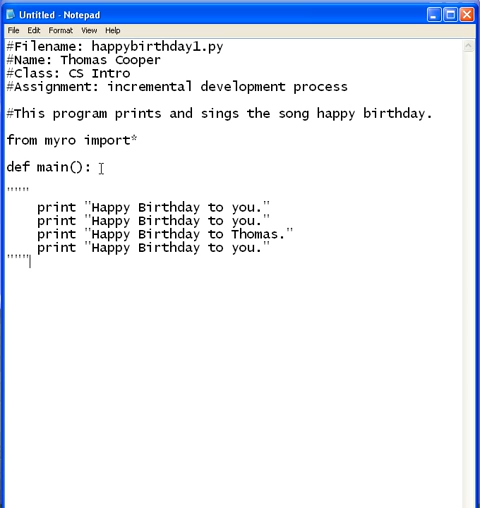 Untitled - Notepad
File Edit Format View Help
#Filename: happybirthday1.py
#Name: Thomas Cooper
#Class: CS Intro
#Assignment: incremental development process
#This program prints and sings the song happy birthday.
from myro import*
def main():
"""
print "Happy Birthday to you."
print "Happy Birthday to you."
print "Happy Birthday to Thomas."
print "Happy Birthday to you."
"""